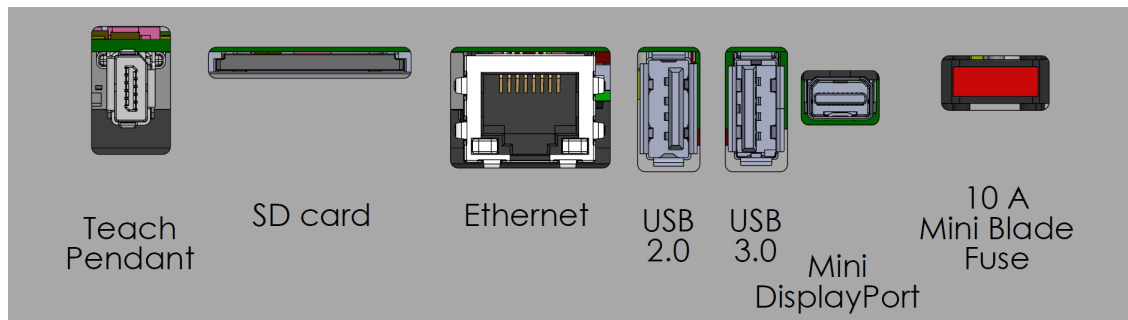 Teach
Pendant
SD card
Ethernet
USB
2.0
USB
3.0
Mini
DisplayPort
10 A
Mini Blade
Fuse